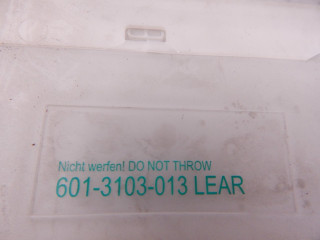 Nicht werfen! DO NOT THROW
601-3103-013 LEAR